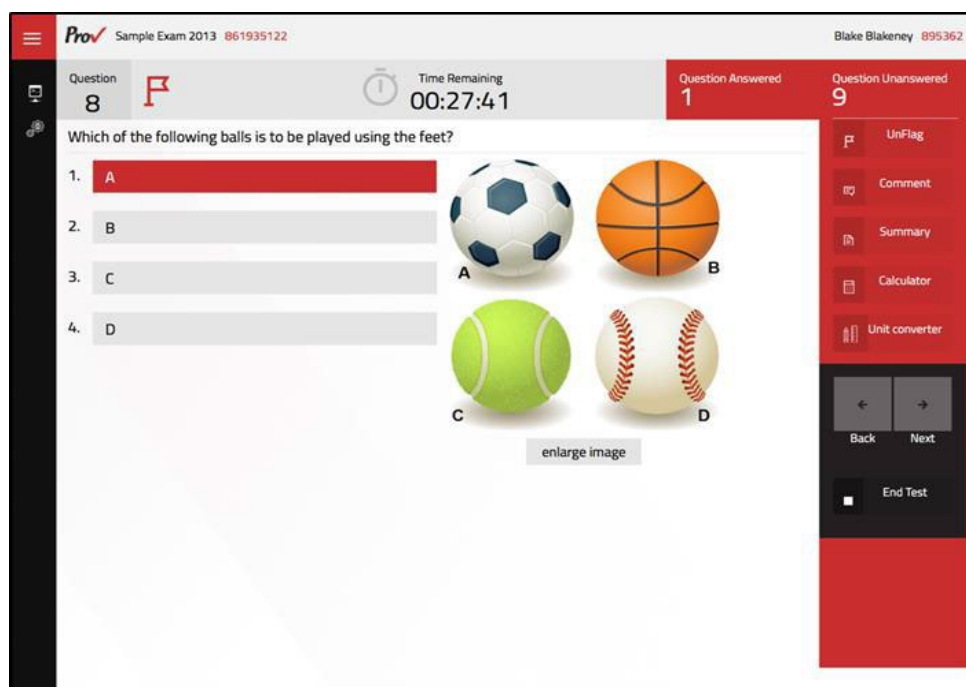 Prov Sample Exam 2013 861935122
Blake Blakeney 895362
Question
8
Time Remaining
00:27:41
Question Answered
1
Question Unanswered
9
Which of the following balls is to be played using the feet?
1. A
2. B
3. C
4. D
A
B
C
D
enlarge image
UnFlag
Comment
Summary
Calculator
Unit converter
Back
Next
End Test